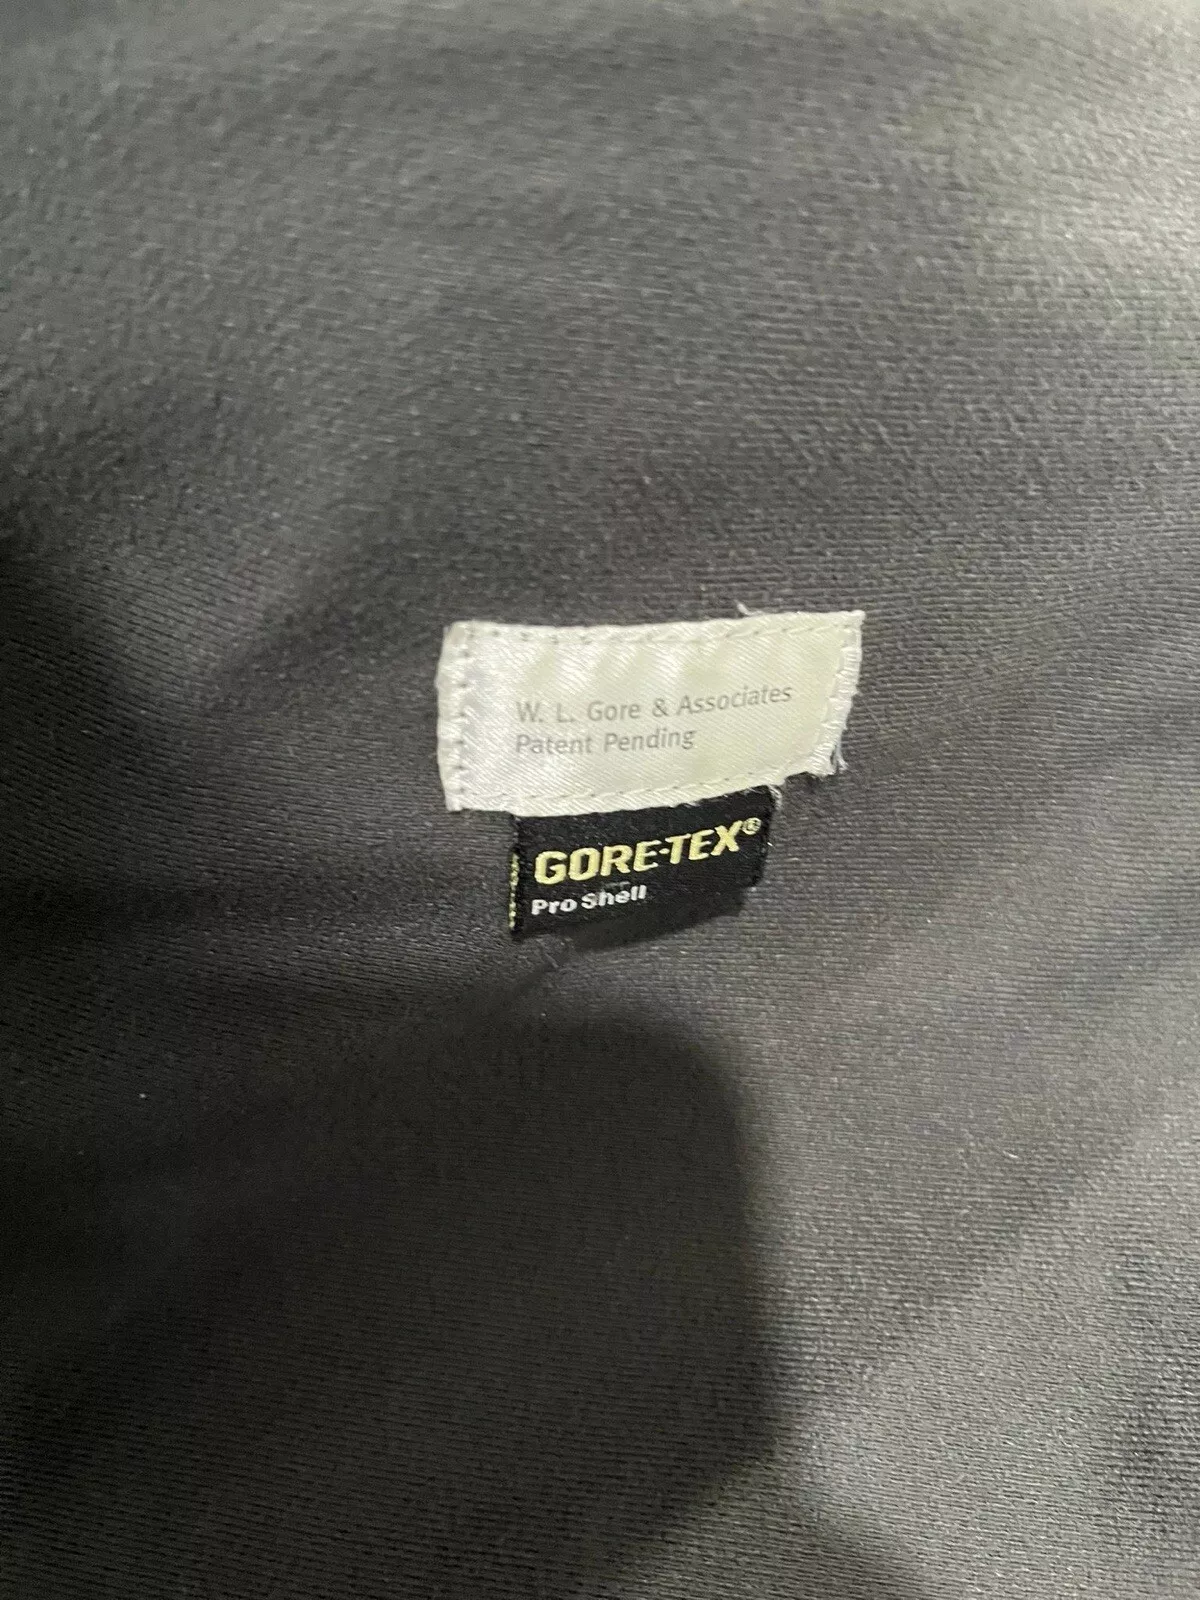 W. L. Gore & Associates
Patent Pending
GORE-TEX®
Pro Shell